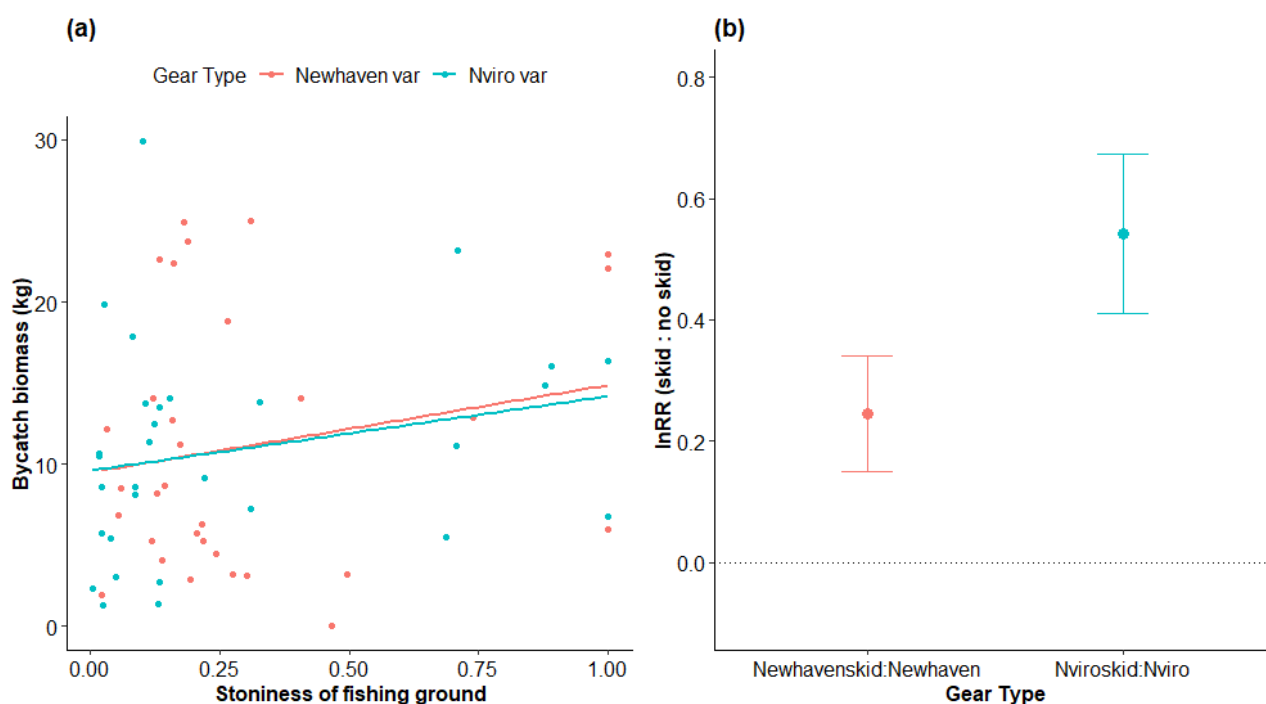 (a)
Gear Type Newhaven var Nviro var
30
20
10
0
Bycatch biomass (kg)
0.00 0.25 0.50 0.75 1.00
Stoniness of fishing ground
(b)
0.8
0.6
0.4
0.2
0.0
lnRR (skid : no skid)
Newhavenskid:Newhaven Nviroskid:Nviro
Gear Type